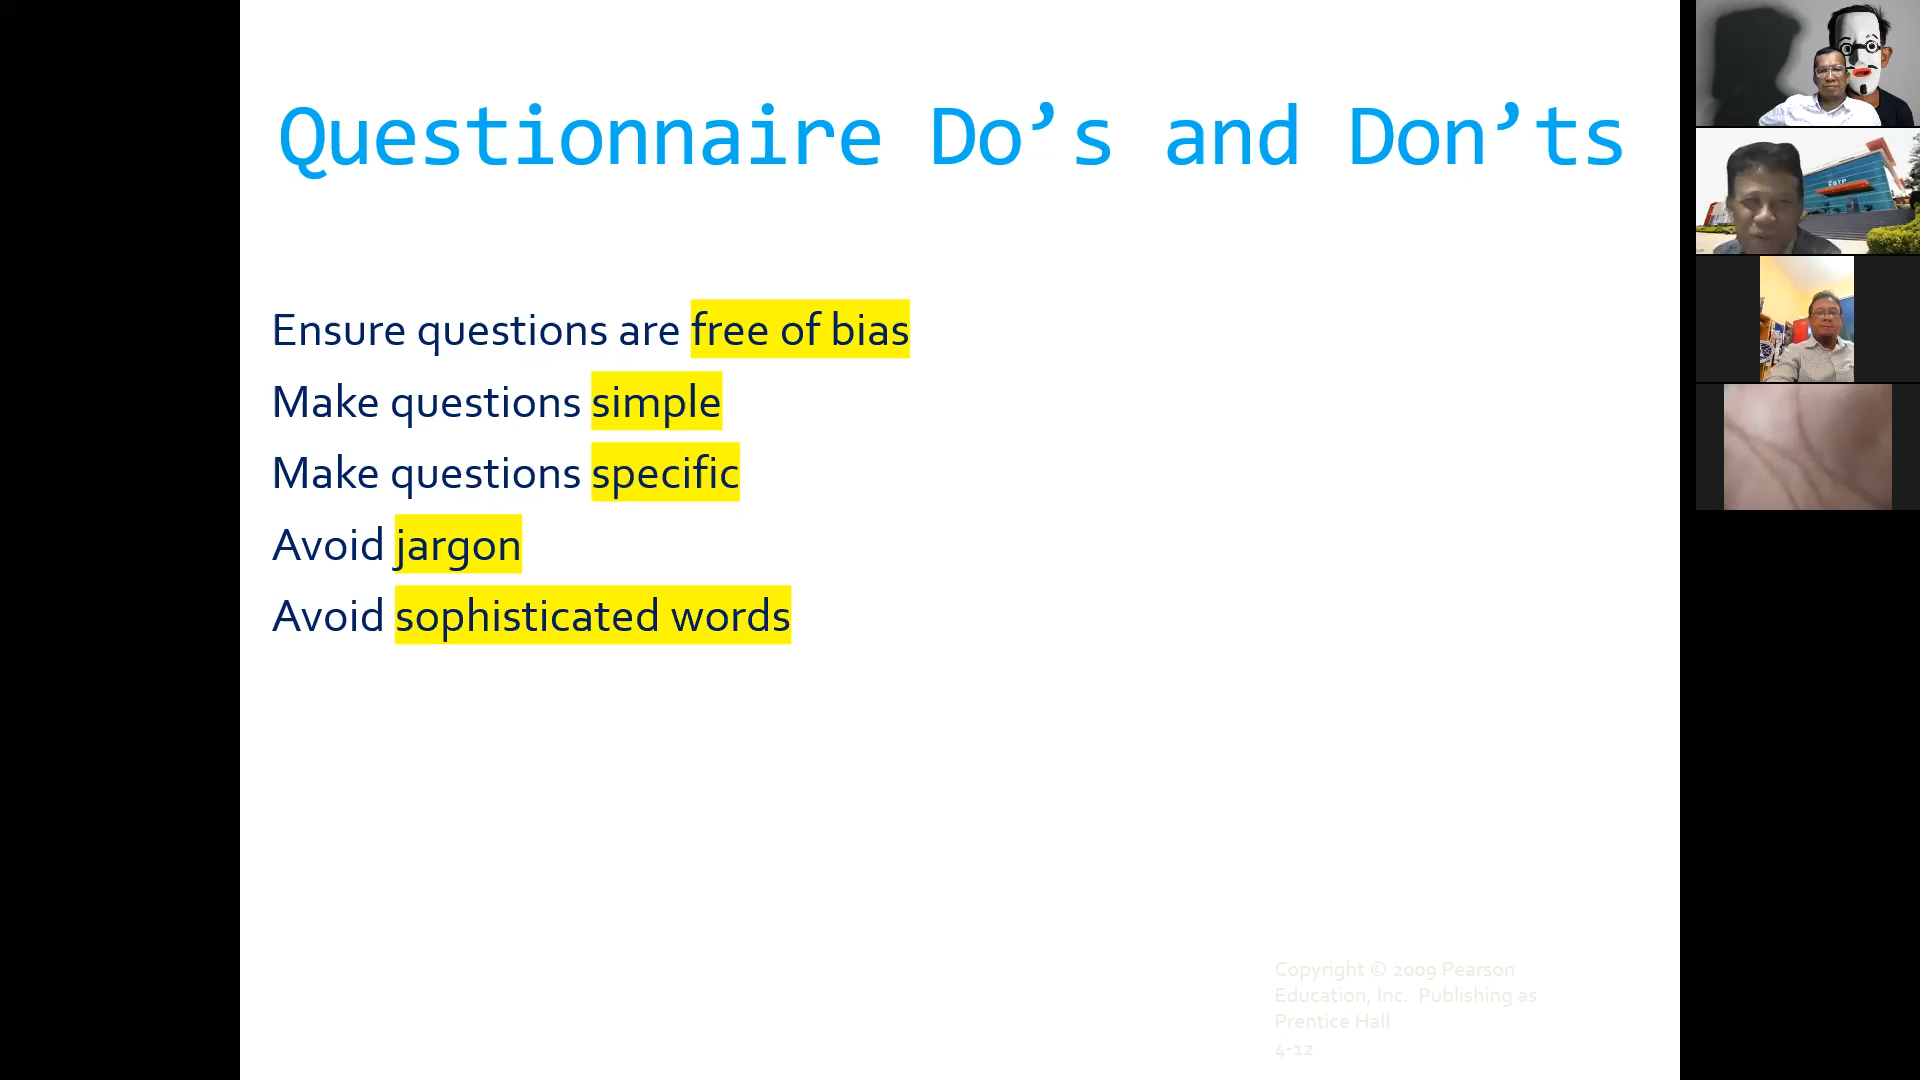 Questionnaire Do’s and Don’ts
Ensure questions are free of bias
Make questions simple
Make questions specific
Avoid jargon
Avoid sophisticated words
Copyright © 2009 Pearson
Education, Inc.  Publishing as
Prentice Hall
4-12